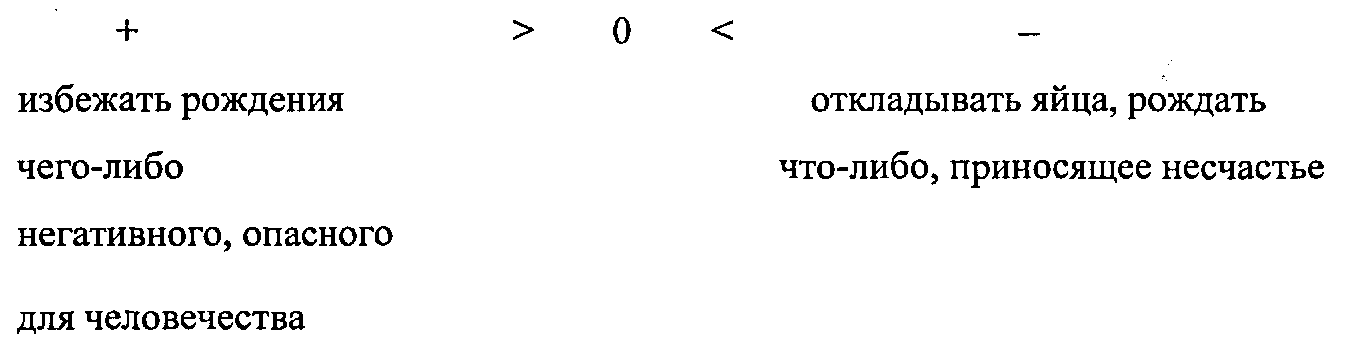 + > 0 < –
избежать рождения откладывать яйца, рождать
чего-либо что-либо, приносящее несчастье
негативного, опасного
для человечества